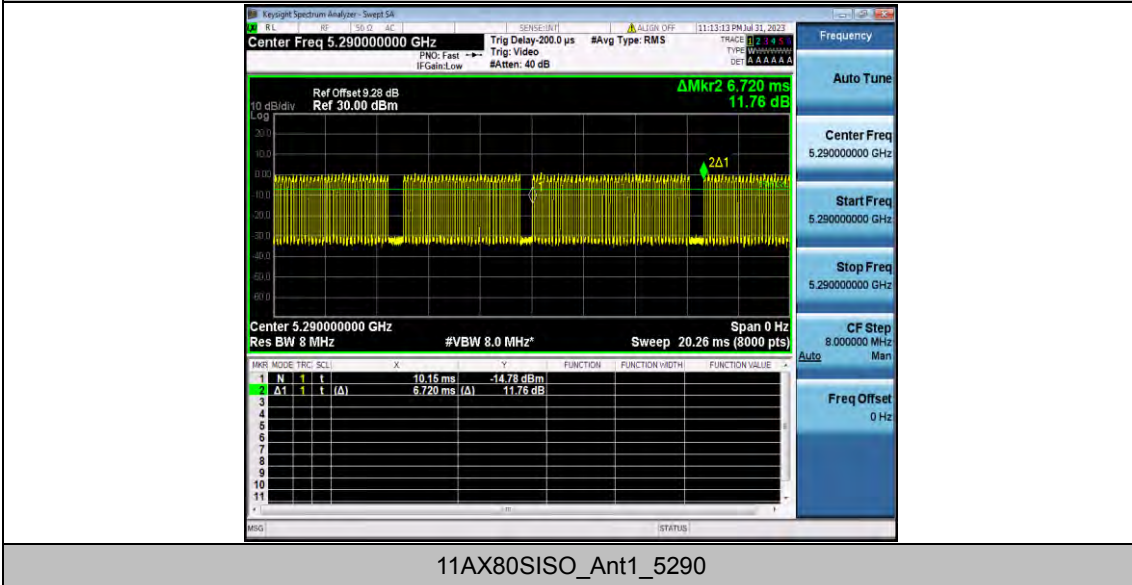 Keysight Spectrum Analyzer - Swept SA
RL RF 50 Ω AC SENSE:INT ALIGN OFF 11:13:13 PM Jul 31, 2023
Center Freq 5.290000000 GHz
PNO: Fast
IFGain:Low
Trig Delay-200.0 µs
Trig: Video
#Atten: 40 dB
#Avg Type: RMS
TRACE 1 2 3 4 5 6
TYPE
DET A A A A A A
Ref Offset 9.28 dB
10 dB/div Ref 30.00 dBm
Log
ΔMkr2 6.720 ms
11.76 dB
20.0
10.0
0.00
-10.0
-20.0
-30.0
-40.0
-50.0
-60.0
2Δ1
1
Center 5.290000000 GHz Span 0 Hz
Res BW 8 MHz #VBW 8.0 MHz* Sweep 20.26 ms (8000 pts)
MKR MODE TRC SCL X Y FUNCTION FUNCTION WIDTH FUNCTION VALUE
1 N 1 t 10.15 ms -14.78 dBm
2 Δ1 1 t (Δ) 6.720 ms (Δ) 11.76 dB
3
4
5
6
7
8
9
10
11
MSG STATUS
Frequency
Auto Tune
Center Freq
5.290000000 GHz
Start Freq
5.290000000 GHz
Stop Freq
5.290000000 GHz
CF Step
8.000000 MHz
Auto Man
Freq Offset
0 Hz
11AX80SISO_Ant1_5290